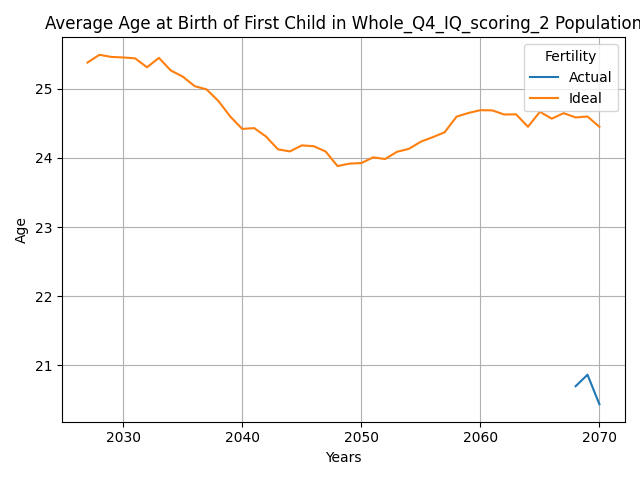 Average Age at Birth of First Child in Whole_Q4_IQ_scoring_2 Population
Fertility
Actual
Ideal
25
24
23
22
21
Age
2030 2040 2050 2060 2070
Years